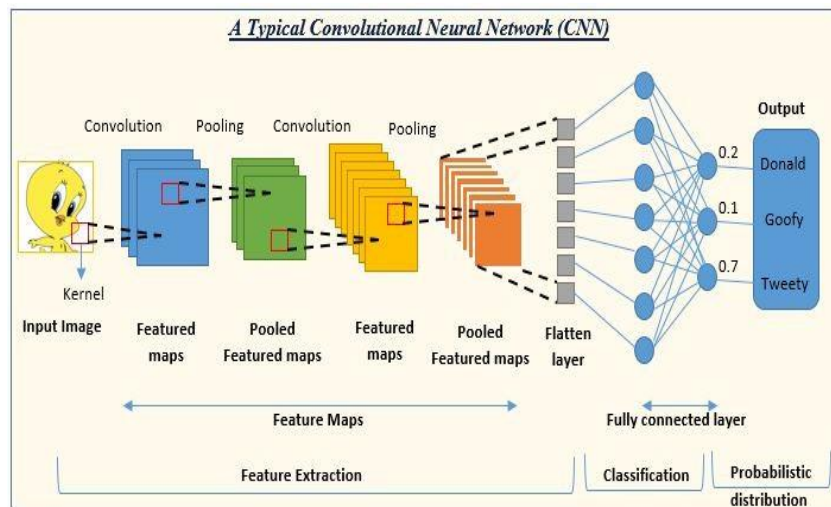 A Typical Convolutional Neural Network (CNN)
Convolution
Pooling
Convolution
Pooling
Output
0.2
Donald
0.1
Goofy
0.7
Tweety
Kernel
Input Image
Featured
maps
Pooled
Featured maps
Featured
maps
Pooled
Featured maps
Flatten
layer
Feature Maps
Fully connected layer
Feature Extraction
Classification
Probabilistic
distribution